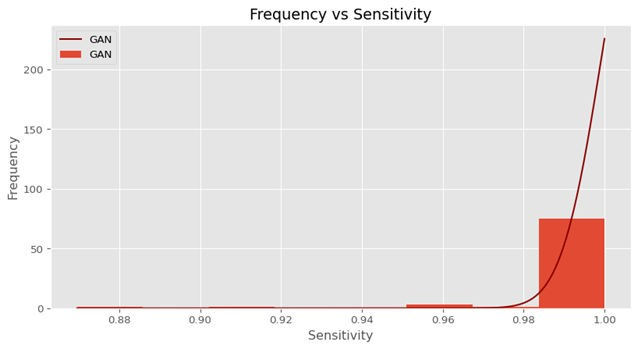 Frequency vs Sensitivity
GAN
GAN
Frequency
200
150
100
50
0
0.88 0.90 0.92 0.94 0.96 0.98 1.00
Sensitivity